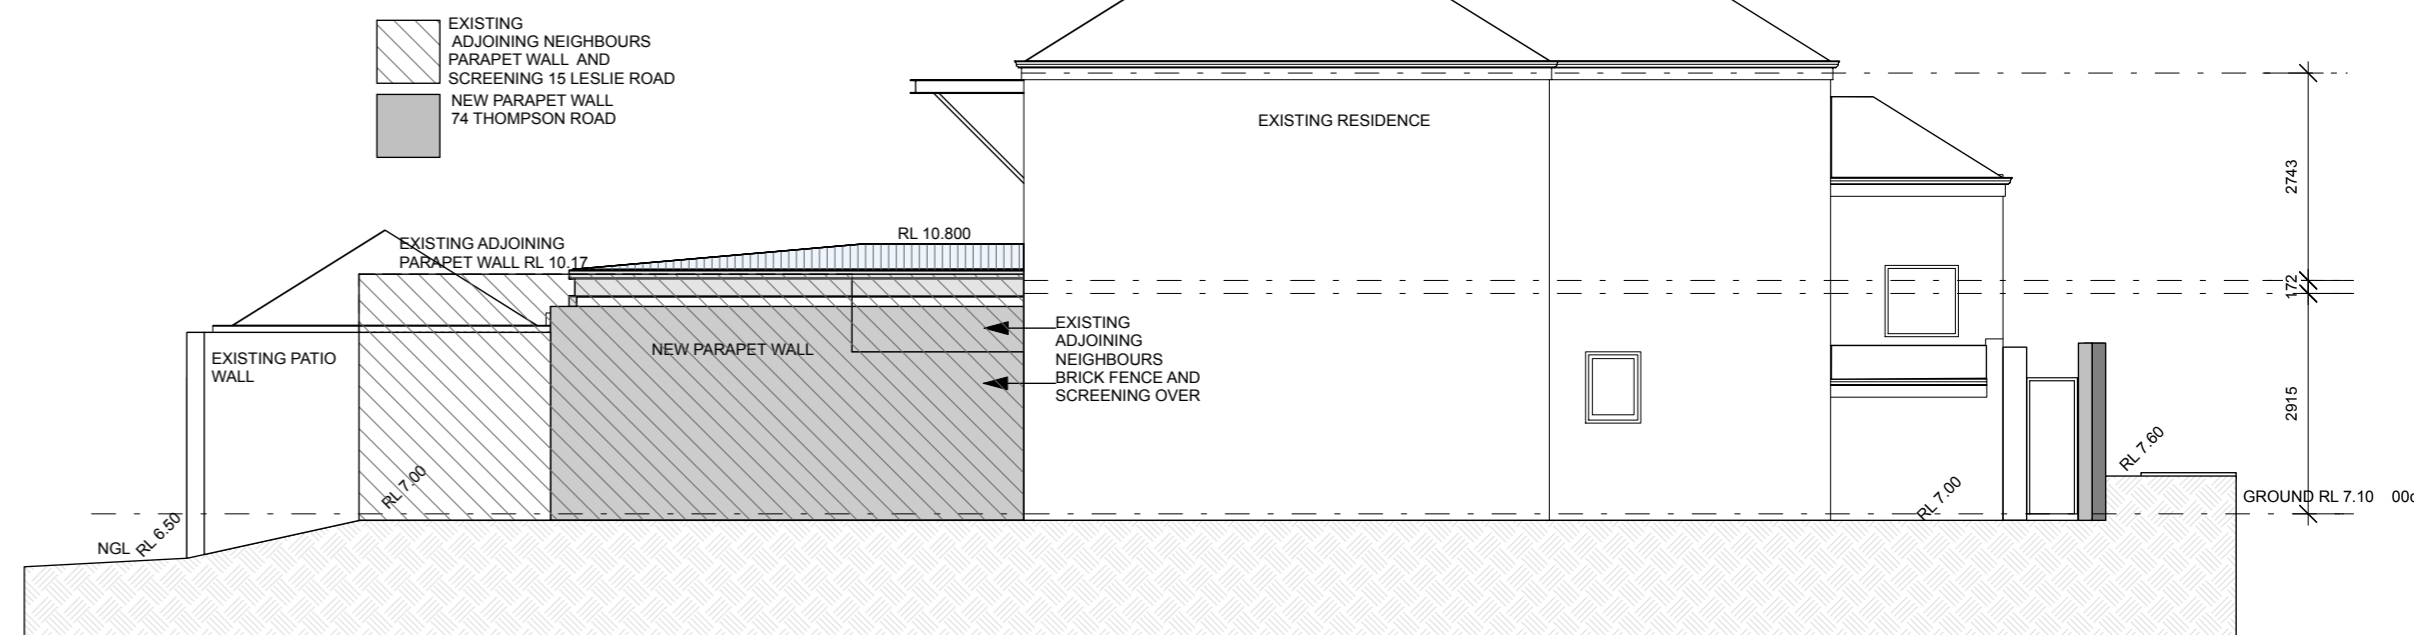 EXISTING
ADJOINING NEIGHBOURS
PARAPET WALL AND
SCREENING 15 LESLIE ROAD
NEW PARAPET WALL
74 THOMPSON ROAD
EXISTING RESIDENCE
2743
RL 10.800
EXISTING ADJOINING
PARAPET WALL RL 10.17
172
EXISTING
ADJOINING
NEIGHBOURS
BRICK FENCE AND
SCREENING OVER
NEW PARAPET WALL
EXISTING PATIO
WALL
2915
RL 7.60
RL 7.00
RL 7.00
GROUND RL 7.10 00c
NGL
RL 6.50